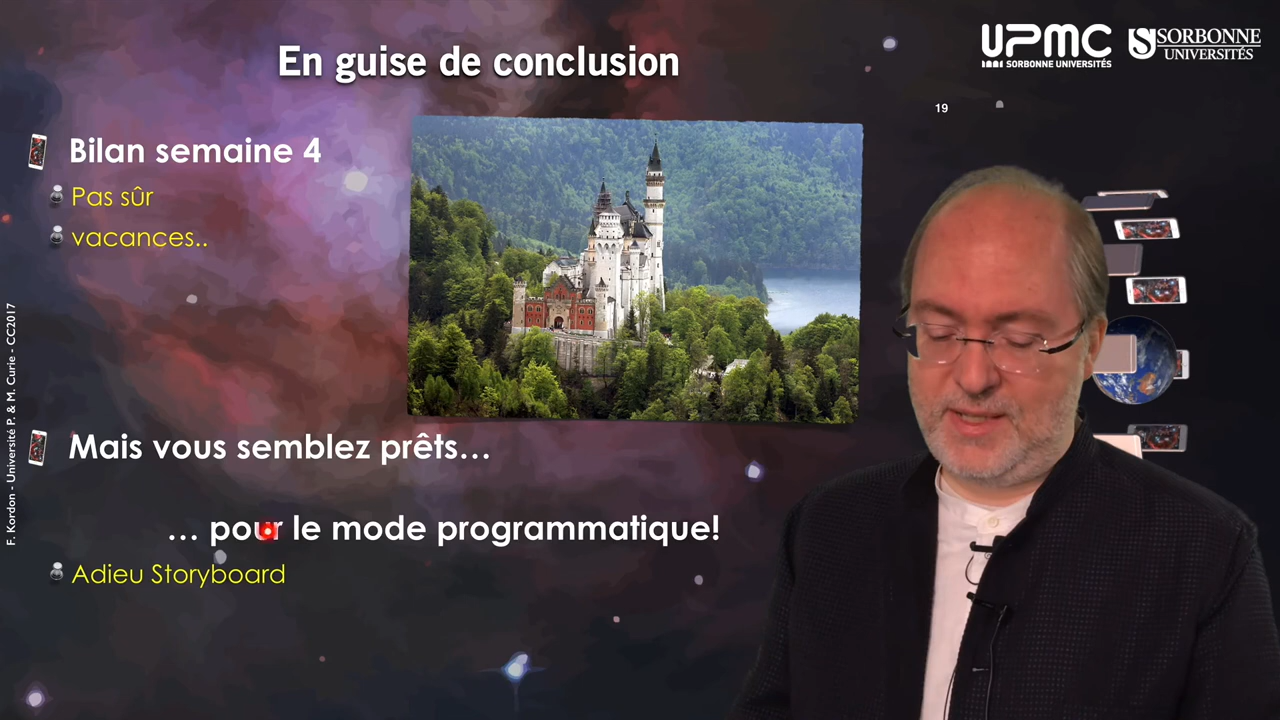 En guise de conclusion
UPMC
SORBONNE UNIVERSITÉS
SORBONNE
UNIVERSITÉS
19
Bilan semaine 4
Pas sûr
vacances..
Mais vous semblez prêts...
... pour le mode programmatique!
Adieu Storyboard
F. Kordon - Université P. & M. Curie - CC2017